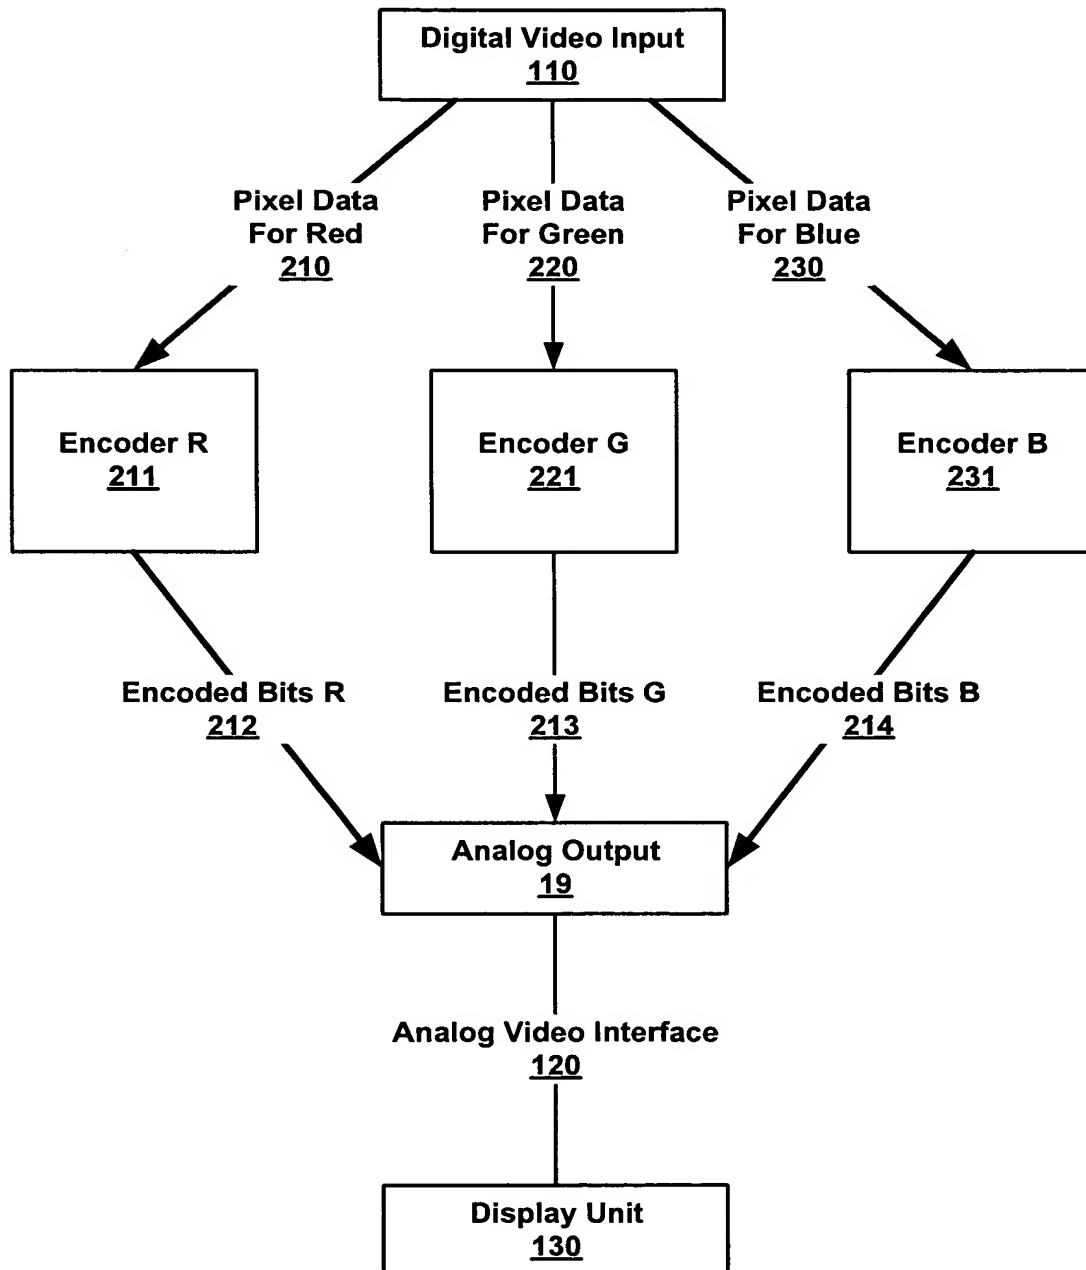 Digital Video Input
110
Pixel Data
For Red
210
Pixel Data
For Green
220
Pixel Data
For Blue
230
Encoder R
211
Encoder G
221
Encoder B
231
Encoded Bits R
212
Encoded Bits G
213
Encoded Bits B
214
Analog Output
19
Analog Video Interface
120
Display Unit
130